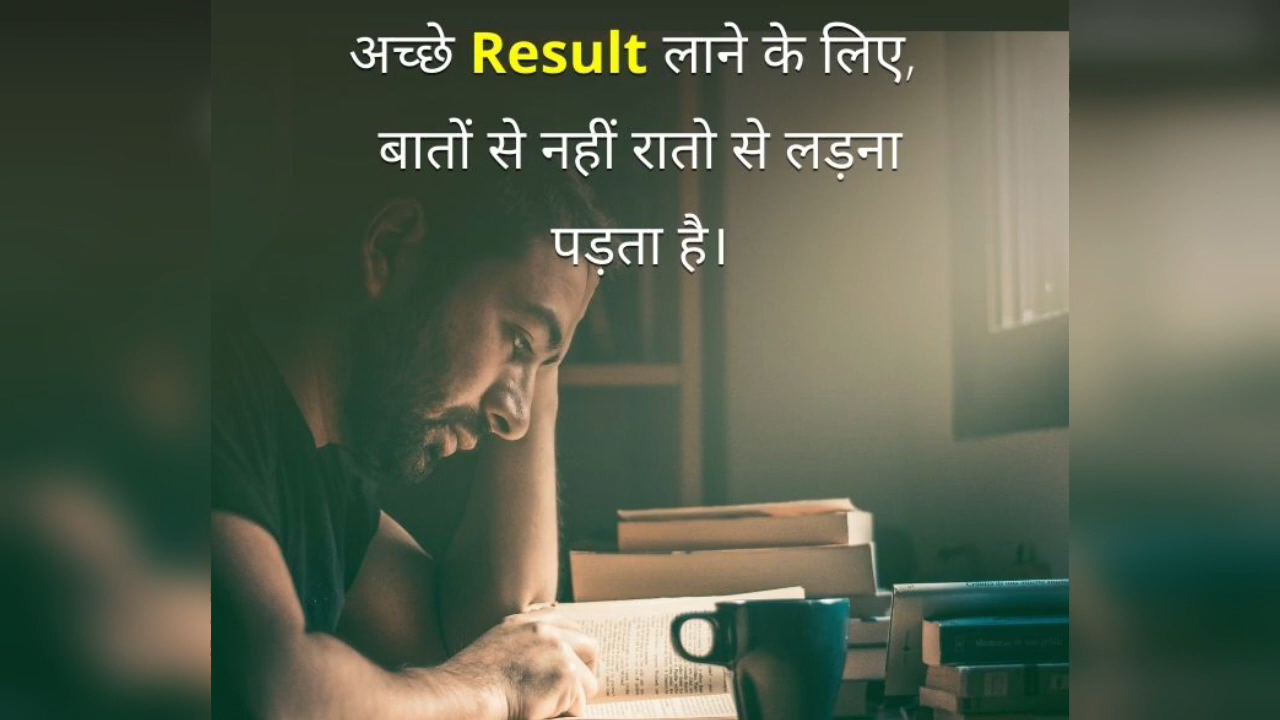 अच्छे Result लाने के लिए,
बातों से नहीं रातो से लड़ना
पड़ता है।